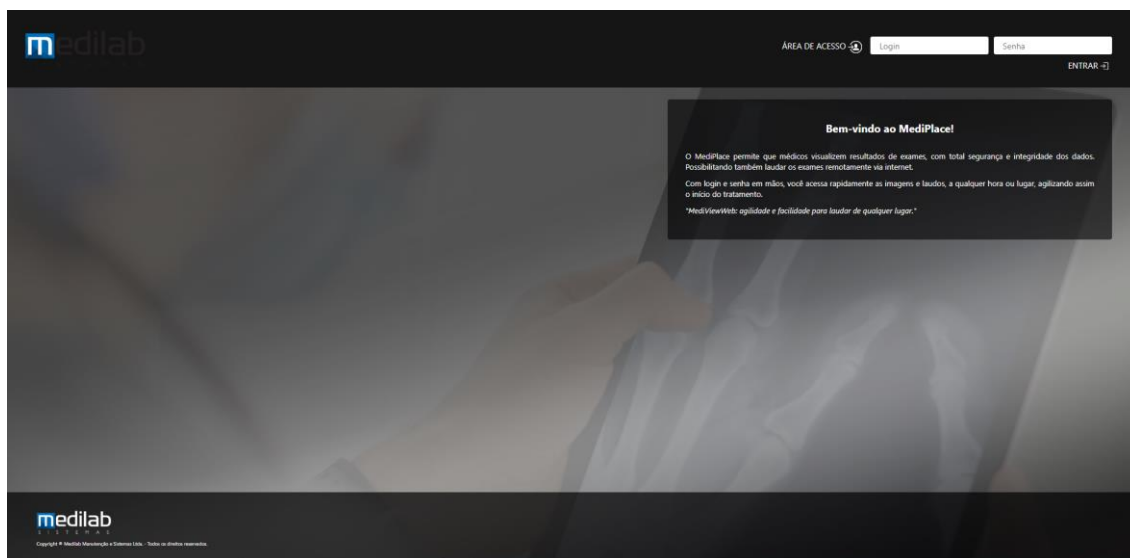 medilab
ÁREA DE ACESSO
Login
Senha
ENTRAR
Bem-vindo ao MediPlace!
O MediPlace permite que médicos visualizem resultados de exames, com total segurança e integridade dos dados.
Possibilitando também laudar os exames remotamente via internet.
Com login e senha em mãos, você acessa rapidamente as imagens e laudos, a qualquer hora ou lugar, agilizando assim
o início do tratamento.
"MediViewWeb: agilidade e facilidade para laudar de qualquer lugar."
medilab
SISTEMAS
Copyright © Medilab Manutenção e Sistemas Ltda. - Todos os direitos reservados.